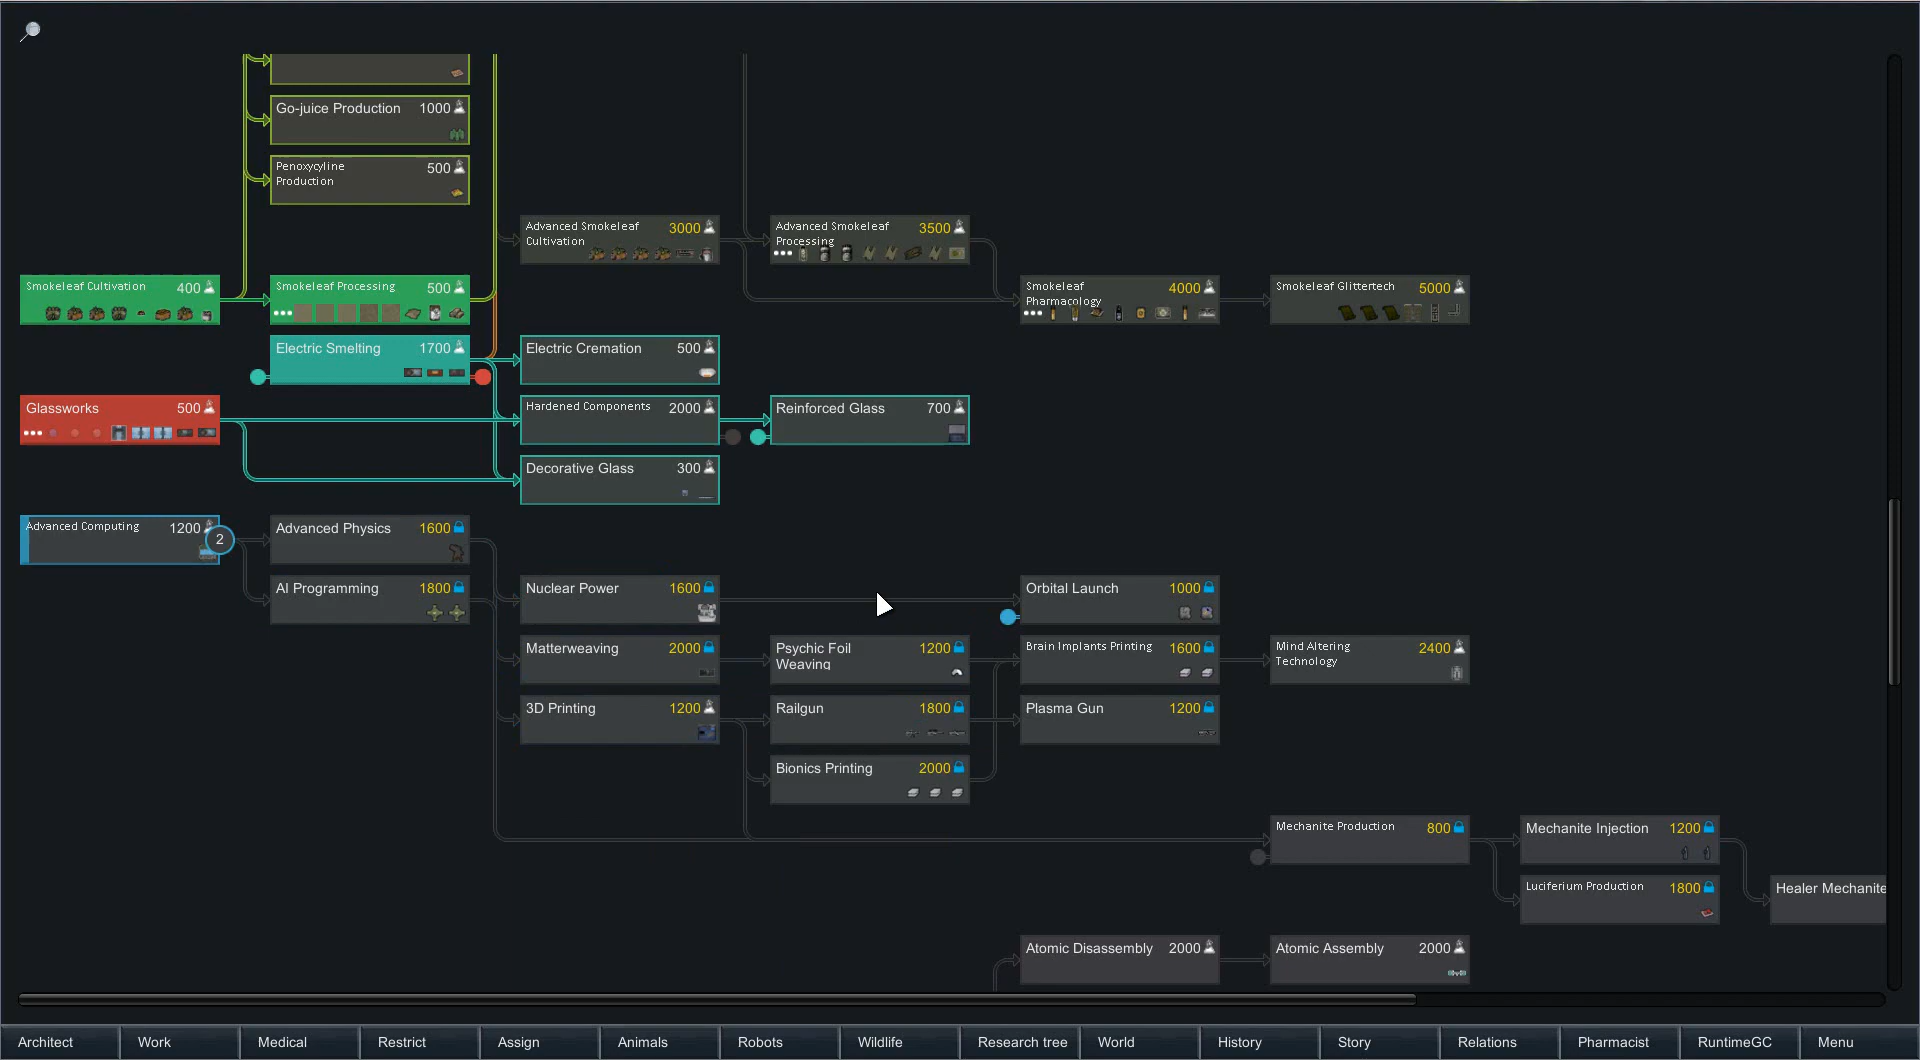 Go-juice Production 1000
Penoxycyline
Production
500
Advanced Smokeleaf
Cultivation
3000
Advanced Smokeleaf
Processing
3500
Smokeleaf Cultivation 400
Smokeleaf Processing 500
Smokeleaf
Pharmacology
4000
Smokeleaf Glittertech 5000
Electric Smelting 1700
Electric Cremation 500
Glassworks 500
Hardened Components 2000
Reinforced Glass 700
Decorative Glass 300
Advanced Computing 1200
2
Advanced Physics 1600
AI Programming 1800
Nuclear Power 1600
Orbital Launch 1000
Matterweaving 2000
Psychic Foil
Weaving
1200
Brain Implants Printing 1600
Mind Altering
Technology
2400
3D Printing 1200
Railgun 1800
Plasma Gun 1200
Bionics Printing 2000
Mechanite Production 800
Mechanite Injection 1200
Luciferium Production 1800
Healer Mechanite
Atomic Disassembly 2000
Atomic Assembly 2000
Architect Work Medical Restrict Assign Animals Robots Wildlife Research tree World History Story Relations Pharmacist RuntimeGC Menu